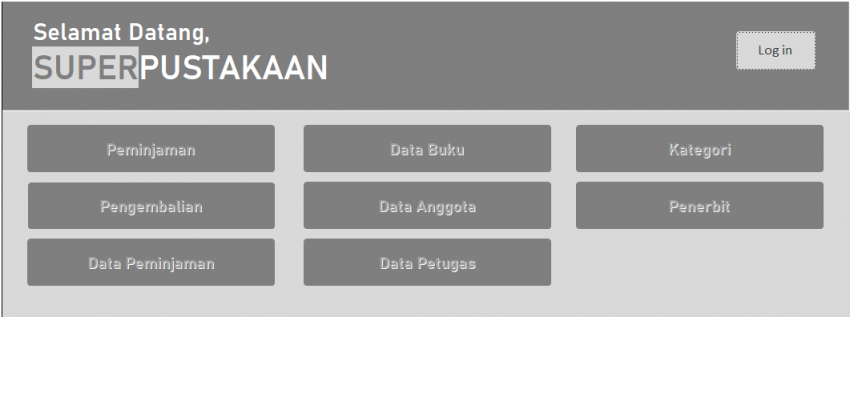 Selamat Datang,
SUPERPUSTAKAAN
Log in
Peminjaman
Data Buku
Kategori
Pengembalian
Data Anggota
Penerbit
Data Peminjaman
Data Petugas